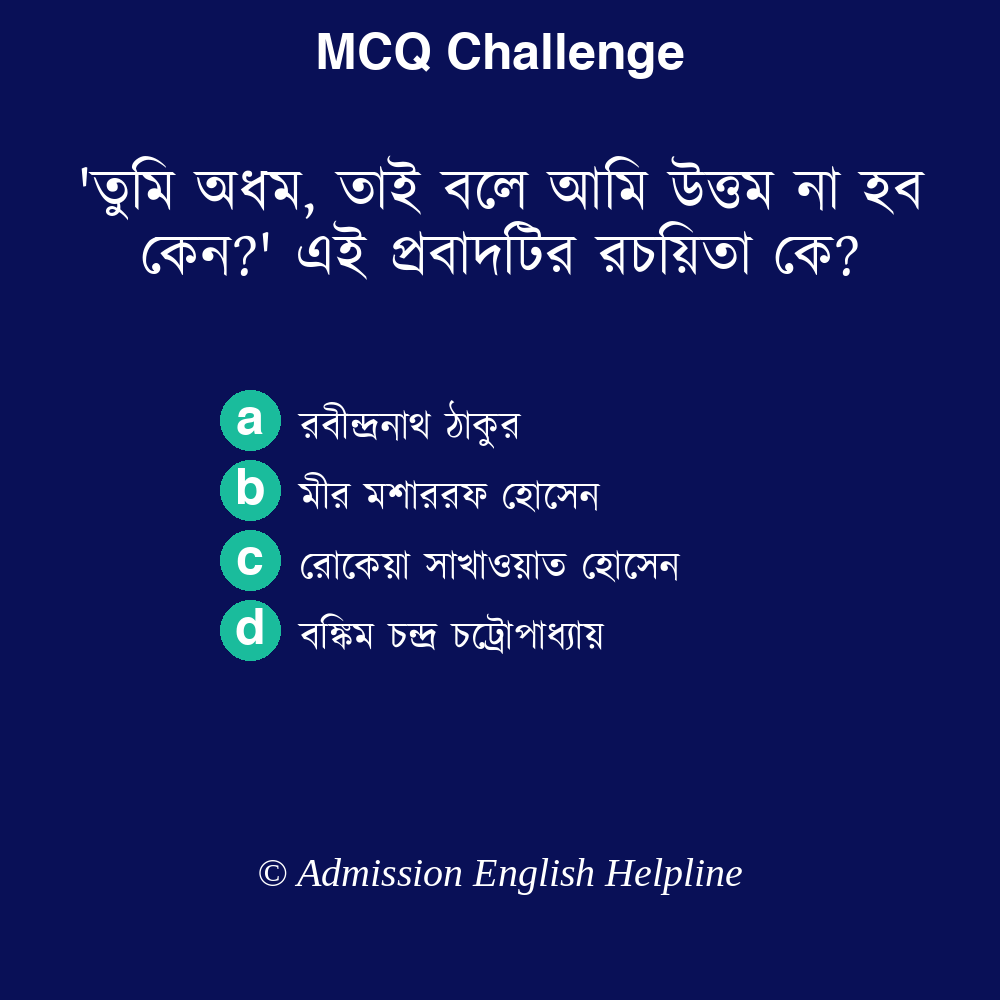 MCQ Challenge
'তুমি অধম, তাই বলে আমি উত্তম না হব
কেন?' এই প্রবাদটির রচয়িতা কে?
a রবীন্দ্রনাথ ঠাকুর
b মীর মশাররফ হোসেন
c রোকেয়া সাখাওয়াত হোসেন
d বঙ্কিম চন্দ্র চট্রোপাধ্যায়
© Admission English Helpline